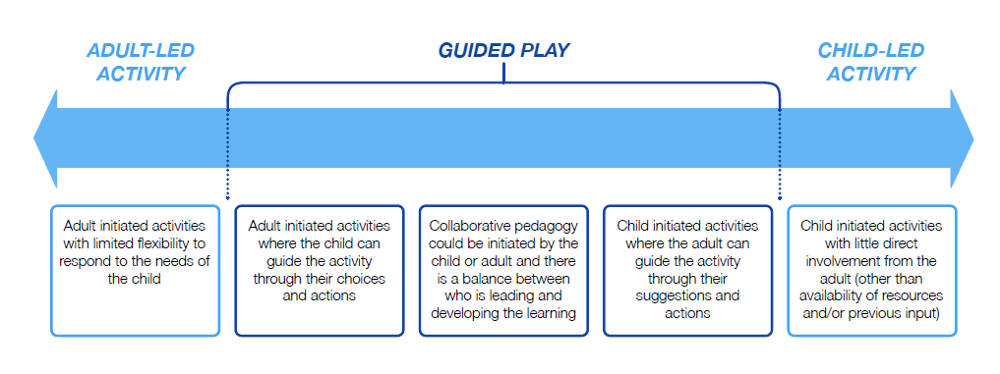 ADULT-LED
ACTIVITY
GUIDED PLAY
CHILD-LED
ACTIVITY
Adult initiated activities
with limited flexibility to
respond to the needs of
the child
Adult initiated activities
where the child can
guide the activity
through their choices
and actions
Collaborative pedagogy
could be initiated by the
child or adult and there
is a balance between
who is leading and
developing the learning
Child initiated activities
where the adult can
guide the activity
through their
suggestions and
actions
Child initiated activities
with little direct
involvement from the
adult (other than
availability of resources
and/or previous input)